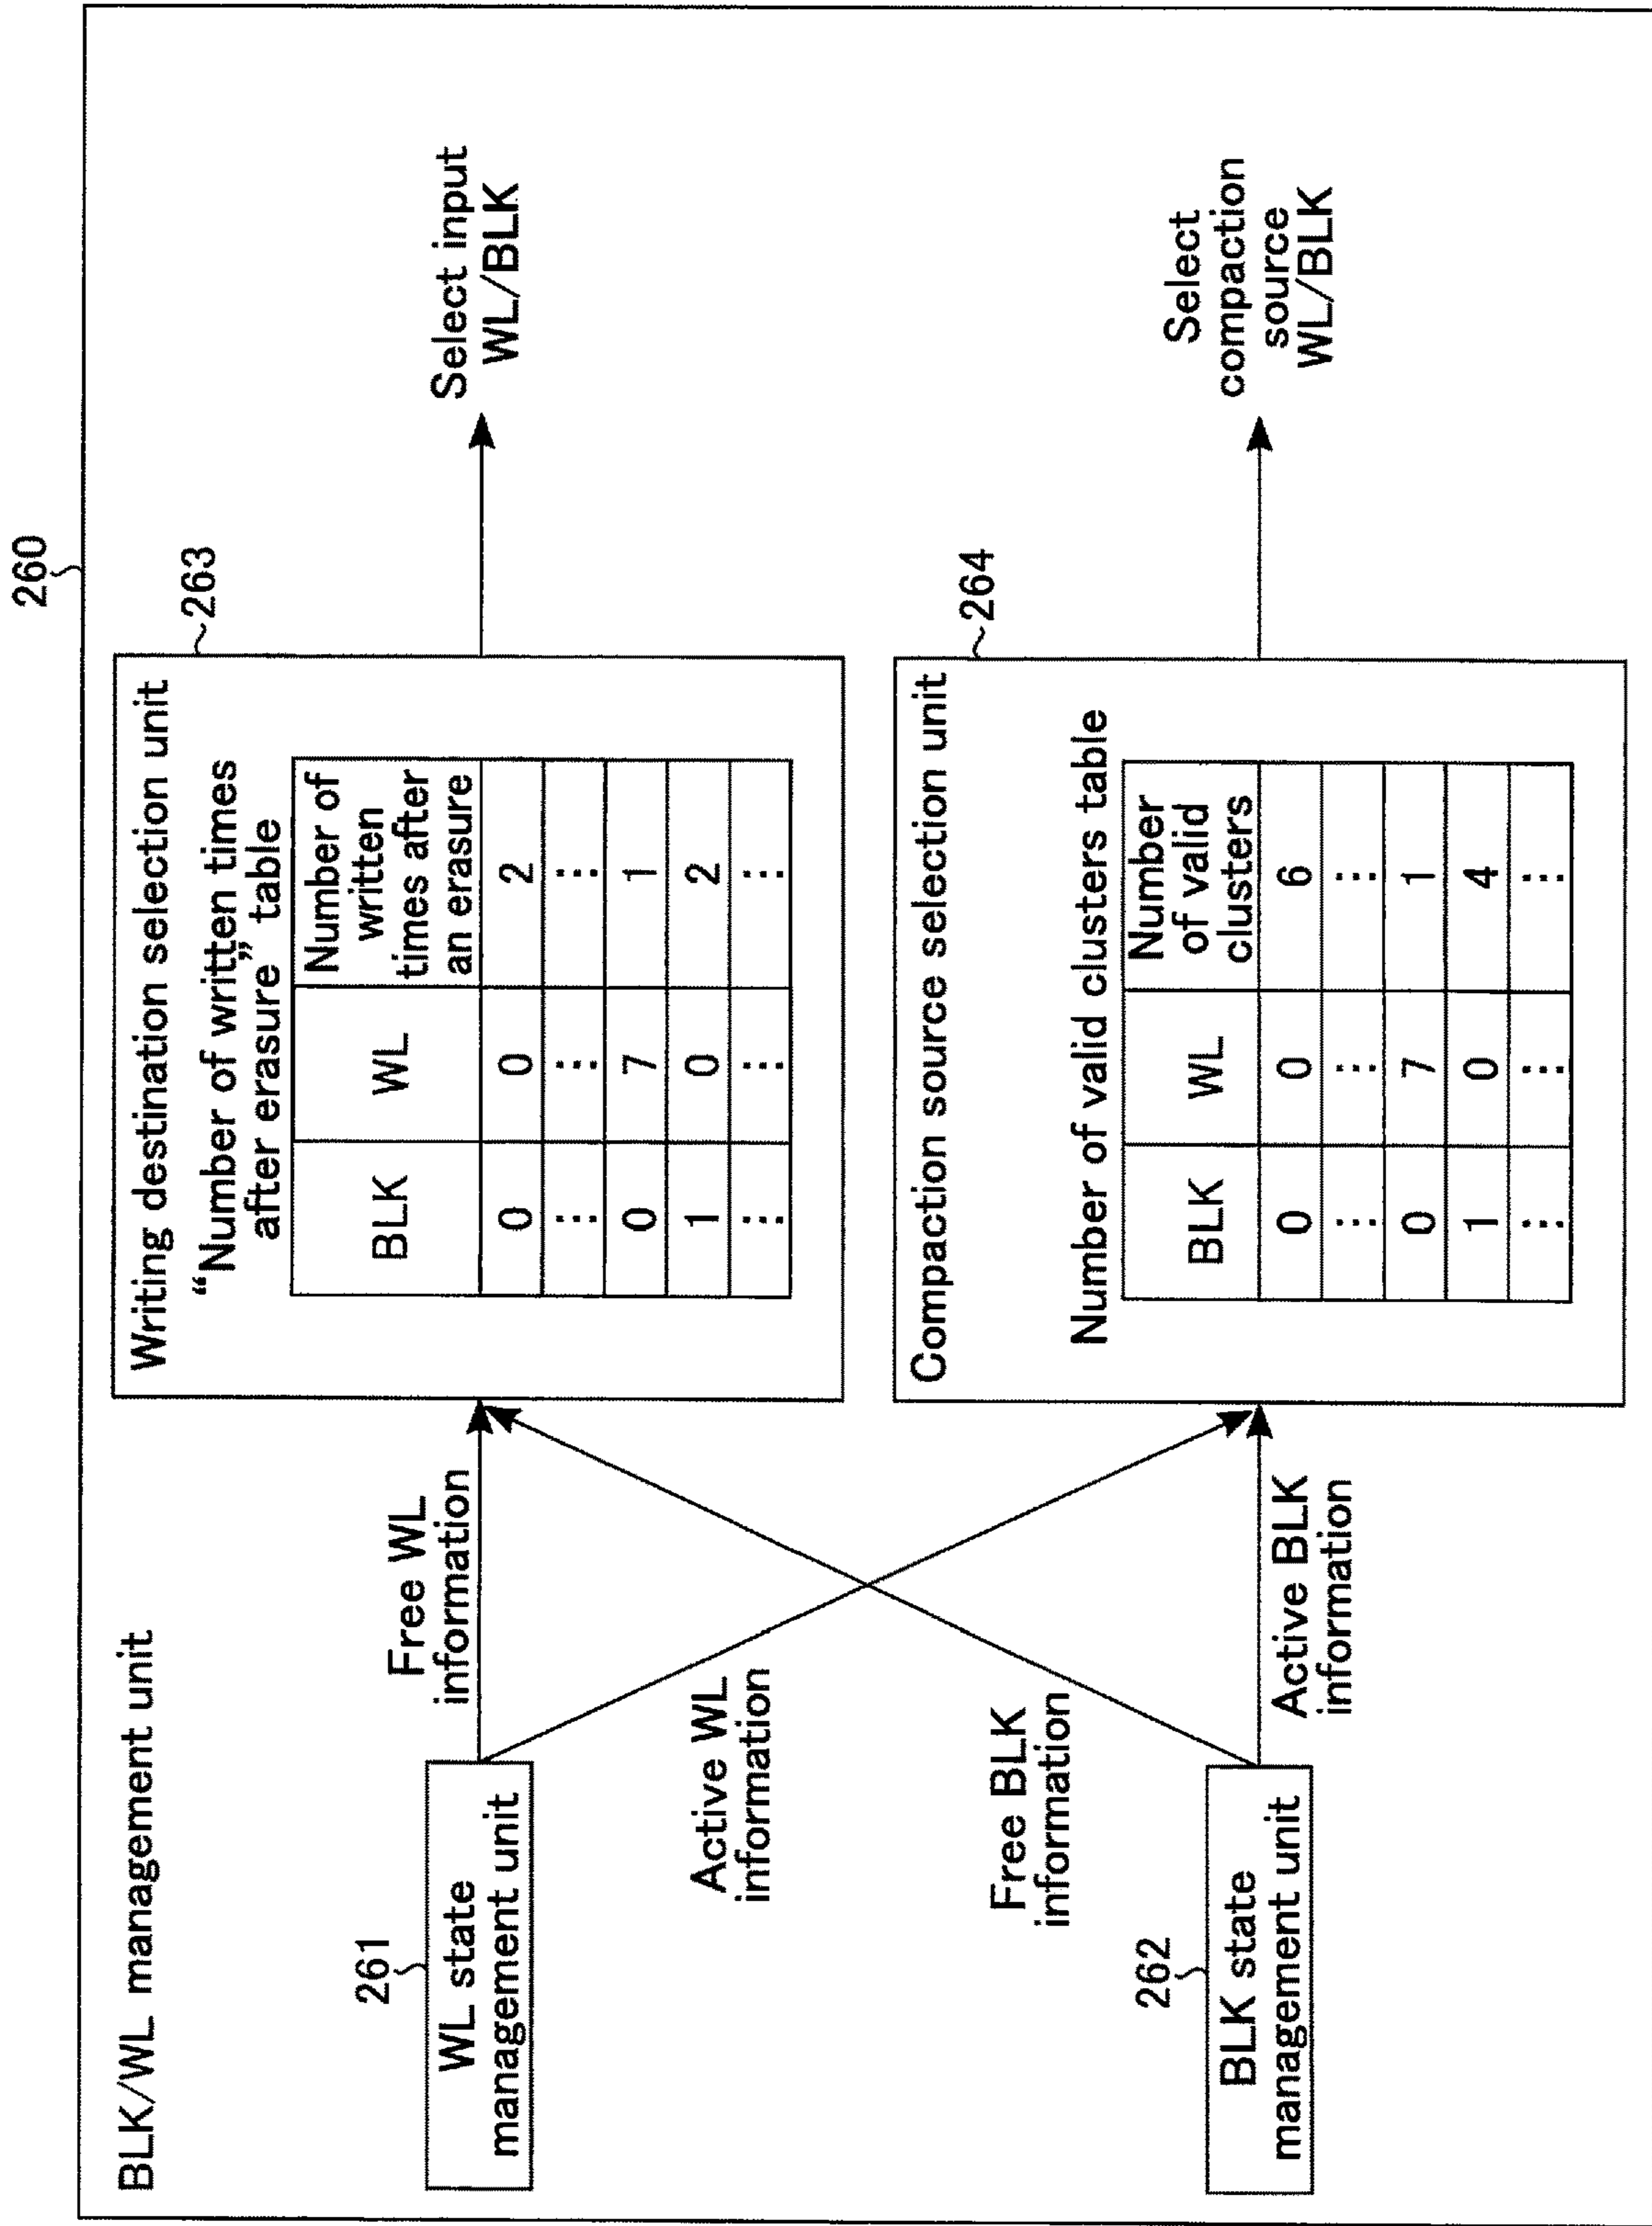 260
BLK/WL management unit
261
WL state
management unit
Free WL
information
Active WL
information
Free BLK
information
262
BLK state
management unit
Active BLK
information
263
Writing destination selection unit
“Number of written times
after erasure” table
BLK WL Number of
written
times after
an erasure
0 0 2
⋮ ⋮ ⋮
0 7 1
1 0 2
⋮ ⋮ ⋮
Select input
WL/BLK
264
Compaction source selection unit
Number of valid clusters table
BLK WL Number
of valid
clusters
0 0 6
⋮ ⋮ ⋮
0 7 1
1 0 4
⋮ ⋮ ⋮
Select
compaction
source
WL/BLK